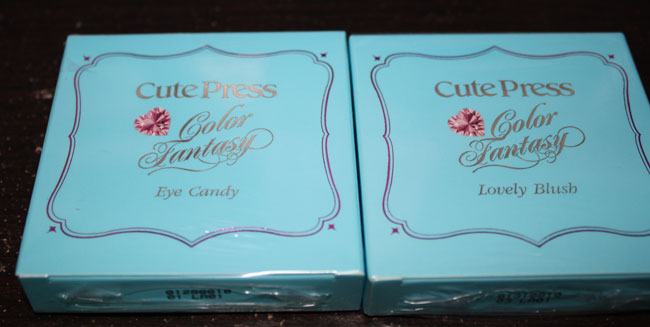 Cute Press
Color
Fantasy
Eye Candy
Cute Press
Color
Fantasy
Lovely Blush